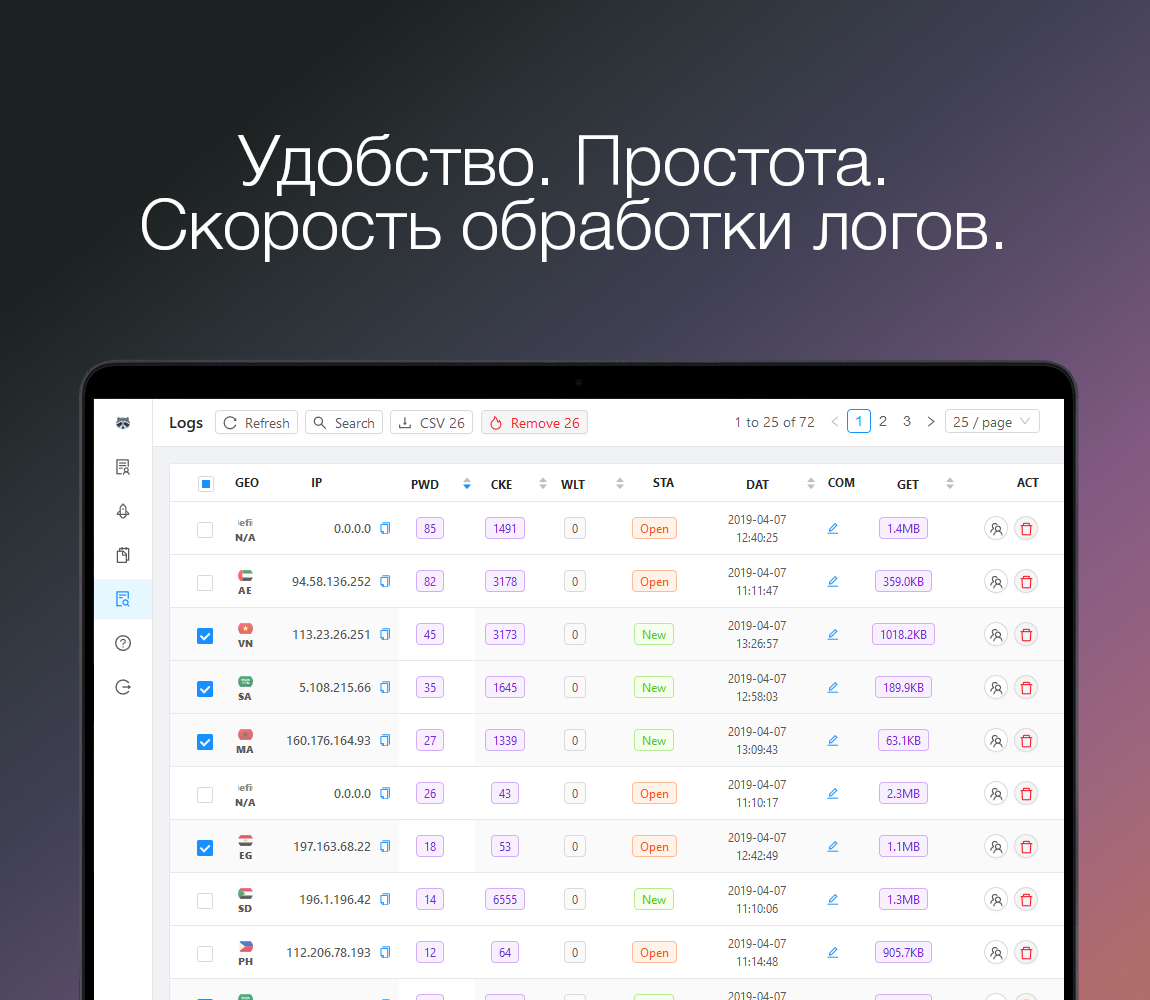 Удобство. Простота.
Скорость обработки логов.
Logs Refresh Search CSV 26 Remove 26 1 to 25 of 72 1 2 3 25 / page
GEO IP PWD CKE WLT STA DAT COM GET ACT
efin
N/A 0.0.0.0 85 1491 0 Open 2019-04-07 12:40:25 1.4MB
AE 94.58.136.252 82 3178 0 Open 2019-04-07 11:11:47 359.0KB
VN 113.23.26.251 45 3173 0 New 2019-04-07 13:26:57 1018.2KB
SA 5.108.215.66 35 1645 0 New 2019-04-07 12:58:03 189.9KB
MA 160.176.164.93 27 1339 0 New 2019-04-07 13:09:43 63.1KB
efin
N/A 0.0.0.0 26 43 0 Open 2019-04-07 11:10:17 2.3MB
EG 197.163.68.22 18 53 0 Open 2019-04-07 12:42:49 1.1MB
SD 196.1.196.42 14 6555 0 New 2019-04-07 11:10:06 1.3MB
PH 112.206.78.193 12 64 0 Open 2019-04-07 11:14:48 905.7KB
2019-04-07